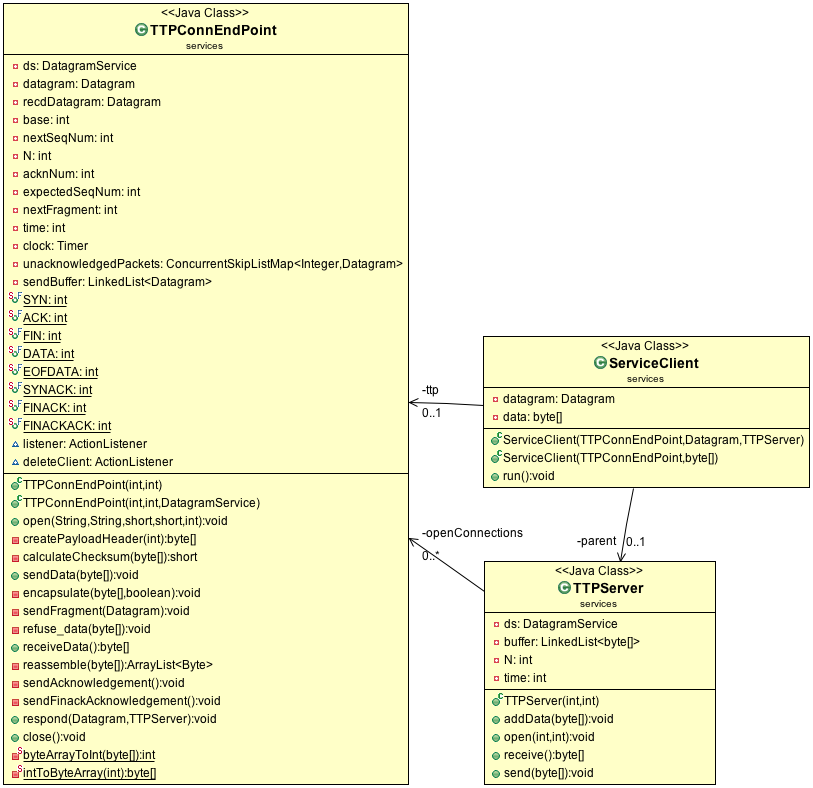 <<Java Class>>
TTPConnEndPoint
services
ds: DatagramService
datagram: Datagram
recdDatagram: Datagram
base: int
nextSeqNum: int
N: int
acknNum: int
expectedSeqNum: int
nextFragment: int
time: int
clock: Timer
unacknowledgedPackets: ConcurrentSkipListMap<Integer,Datagram>
sendBuffer: LinkedList<Datagram>
SYN: int
ACK: int
FIN: int
DATA: int
EOFDATA: int
SYNACK: int
FINACK: int
FINACKACK: int
listener: ActionListener
deleteClient: ActionListener
TTPConnEndPoint(int,int)
TTPConnEndPoint(int,int,DatagramService)
open(String,String,short,short,int):void
createPayloadHeader(int):byte[]
calculateChecksum(byte[]):short
sendData(byte[]):void
encapsulate(byte[],boolean):void
sendFragment(Datagram):void
refuse_data(byte[]):void
receiveData():byte[]
reassemble(byte[]):ArrayList<Byte>
sendAcknowledgement():void
sendFinackAcknowledgement():void
respond(Datagram,TTPServer):void
close():void
byteArrayToInt(byte[]):int
intToByteArray(int):byte[]
-ttp
0..1
<<Java Class>>
ServiceClient
services
datagram: Datagram
data: byte[]
ServiceClient(TTPConnEndPoint,Datagram,TTPServer)
ServiceClient(TTPConnEndPoint,byte[])
run():void
-openConnections
0..*
-parent
0..1
<<Java Class>>
TTPServer
services
ds: DatagramService
buffer: LinkedList<byte[]>
N: int
time: int
TTPServer(int,int)
addData(byte[]):void
open(int,int):void
receive():byte[]
send(byte[]):void